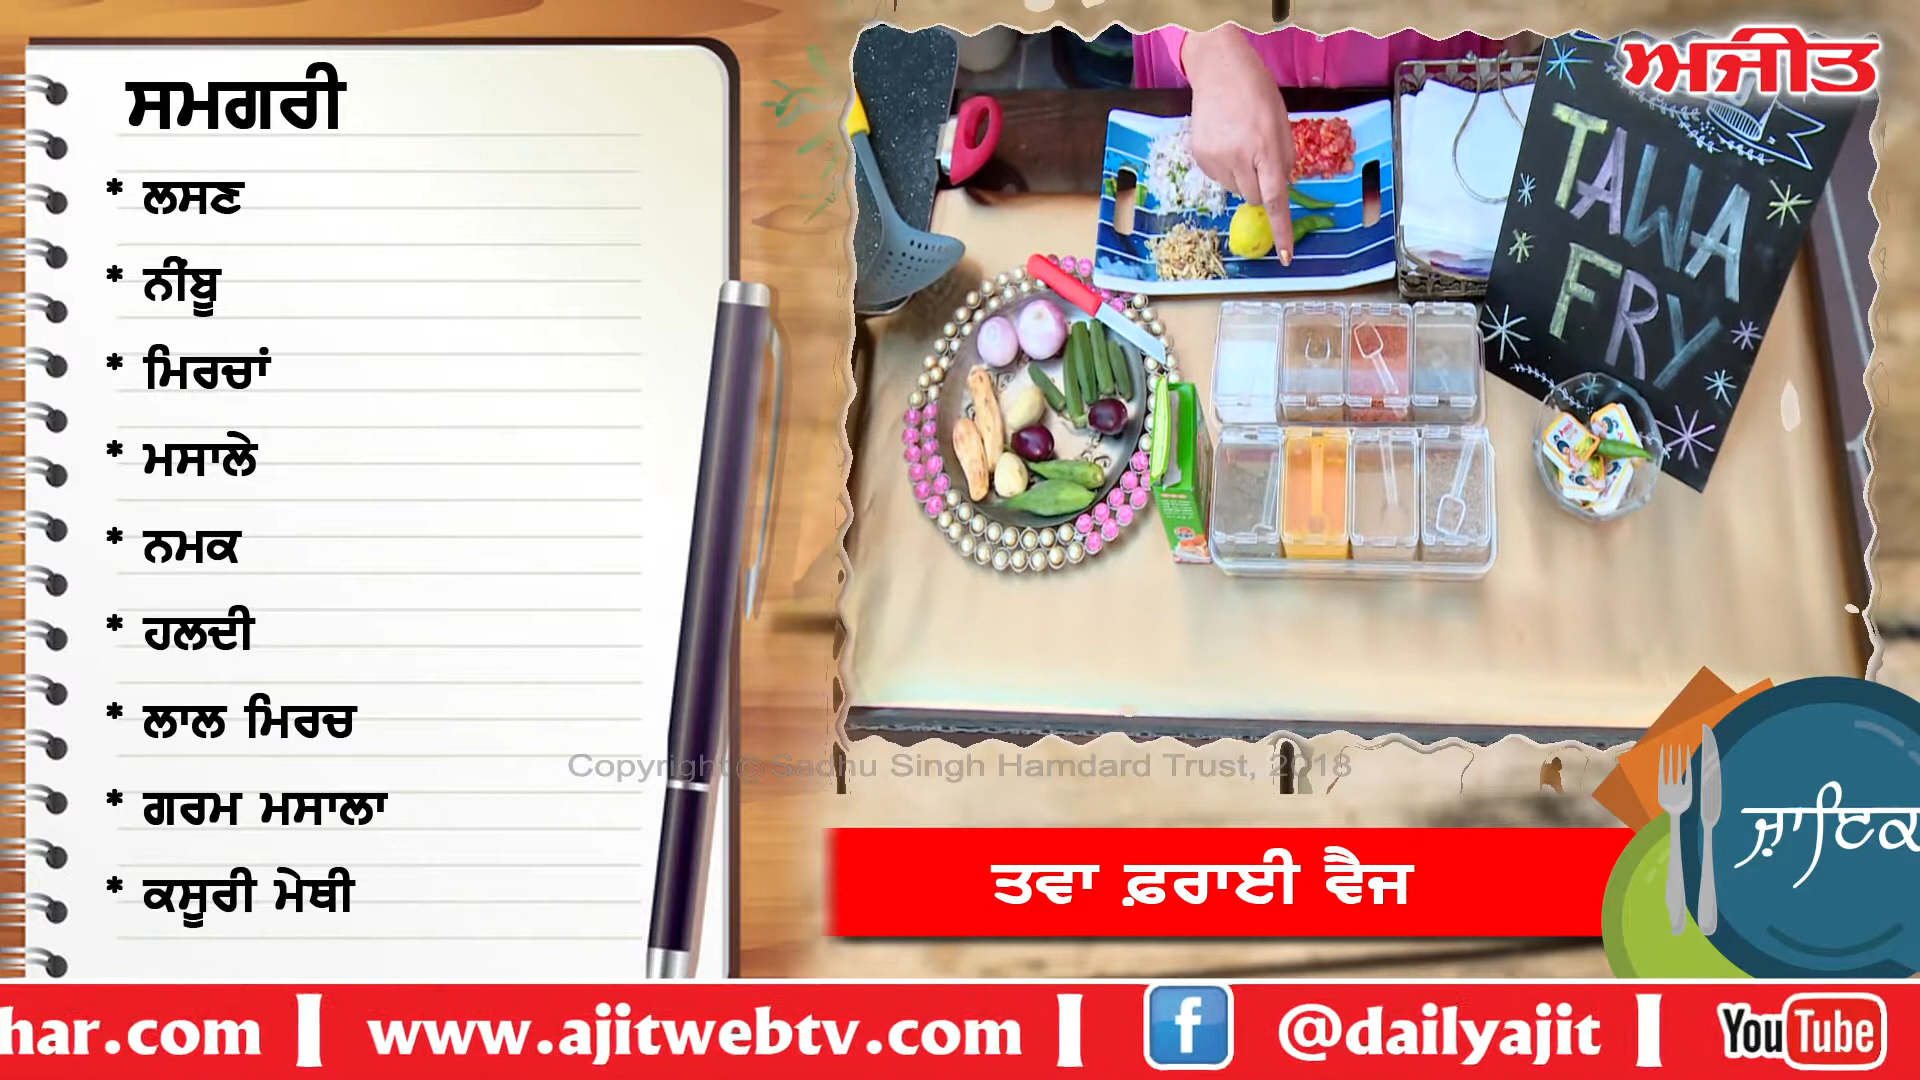 ਸਮਗਰੀ
* ਲਸਣ
* ਨੀਂਬੂ
* ਮਿਰਚਾਂ
* ਮਸਾਲੇ
* ਨਮਕ
* ਹਲਦੀ
* ਲਾਲ ਮਿਰਚ
* ਗਰਮ ਮਸਾਲਾ
* ਕਸੂਰੀ ਮੇਥੀ
ਅਜੀਤ
TAWA
FRY
Copyright © Sadhu Singh Hamdard Trust, 2018
ਤਵਾ ਫ਼ਰਾਈ ਵੈਜ
ਜ਼ਾਇਕ
har.com | www.ajitwebtv.com | f @dailyajit | YouTube